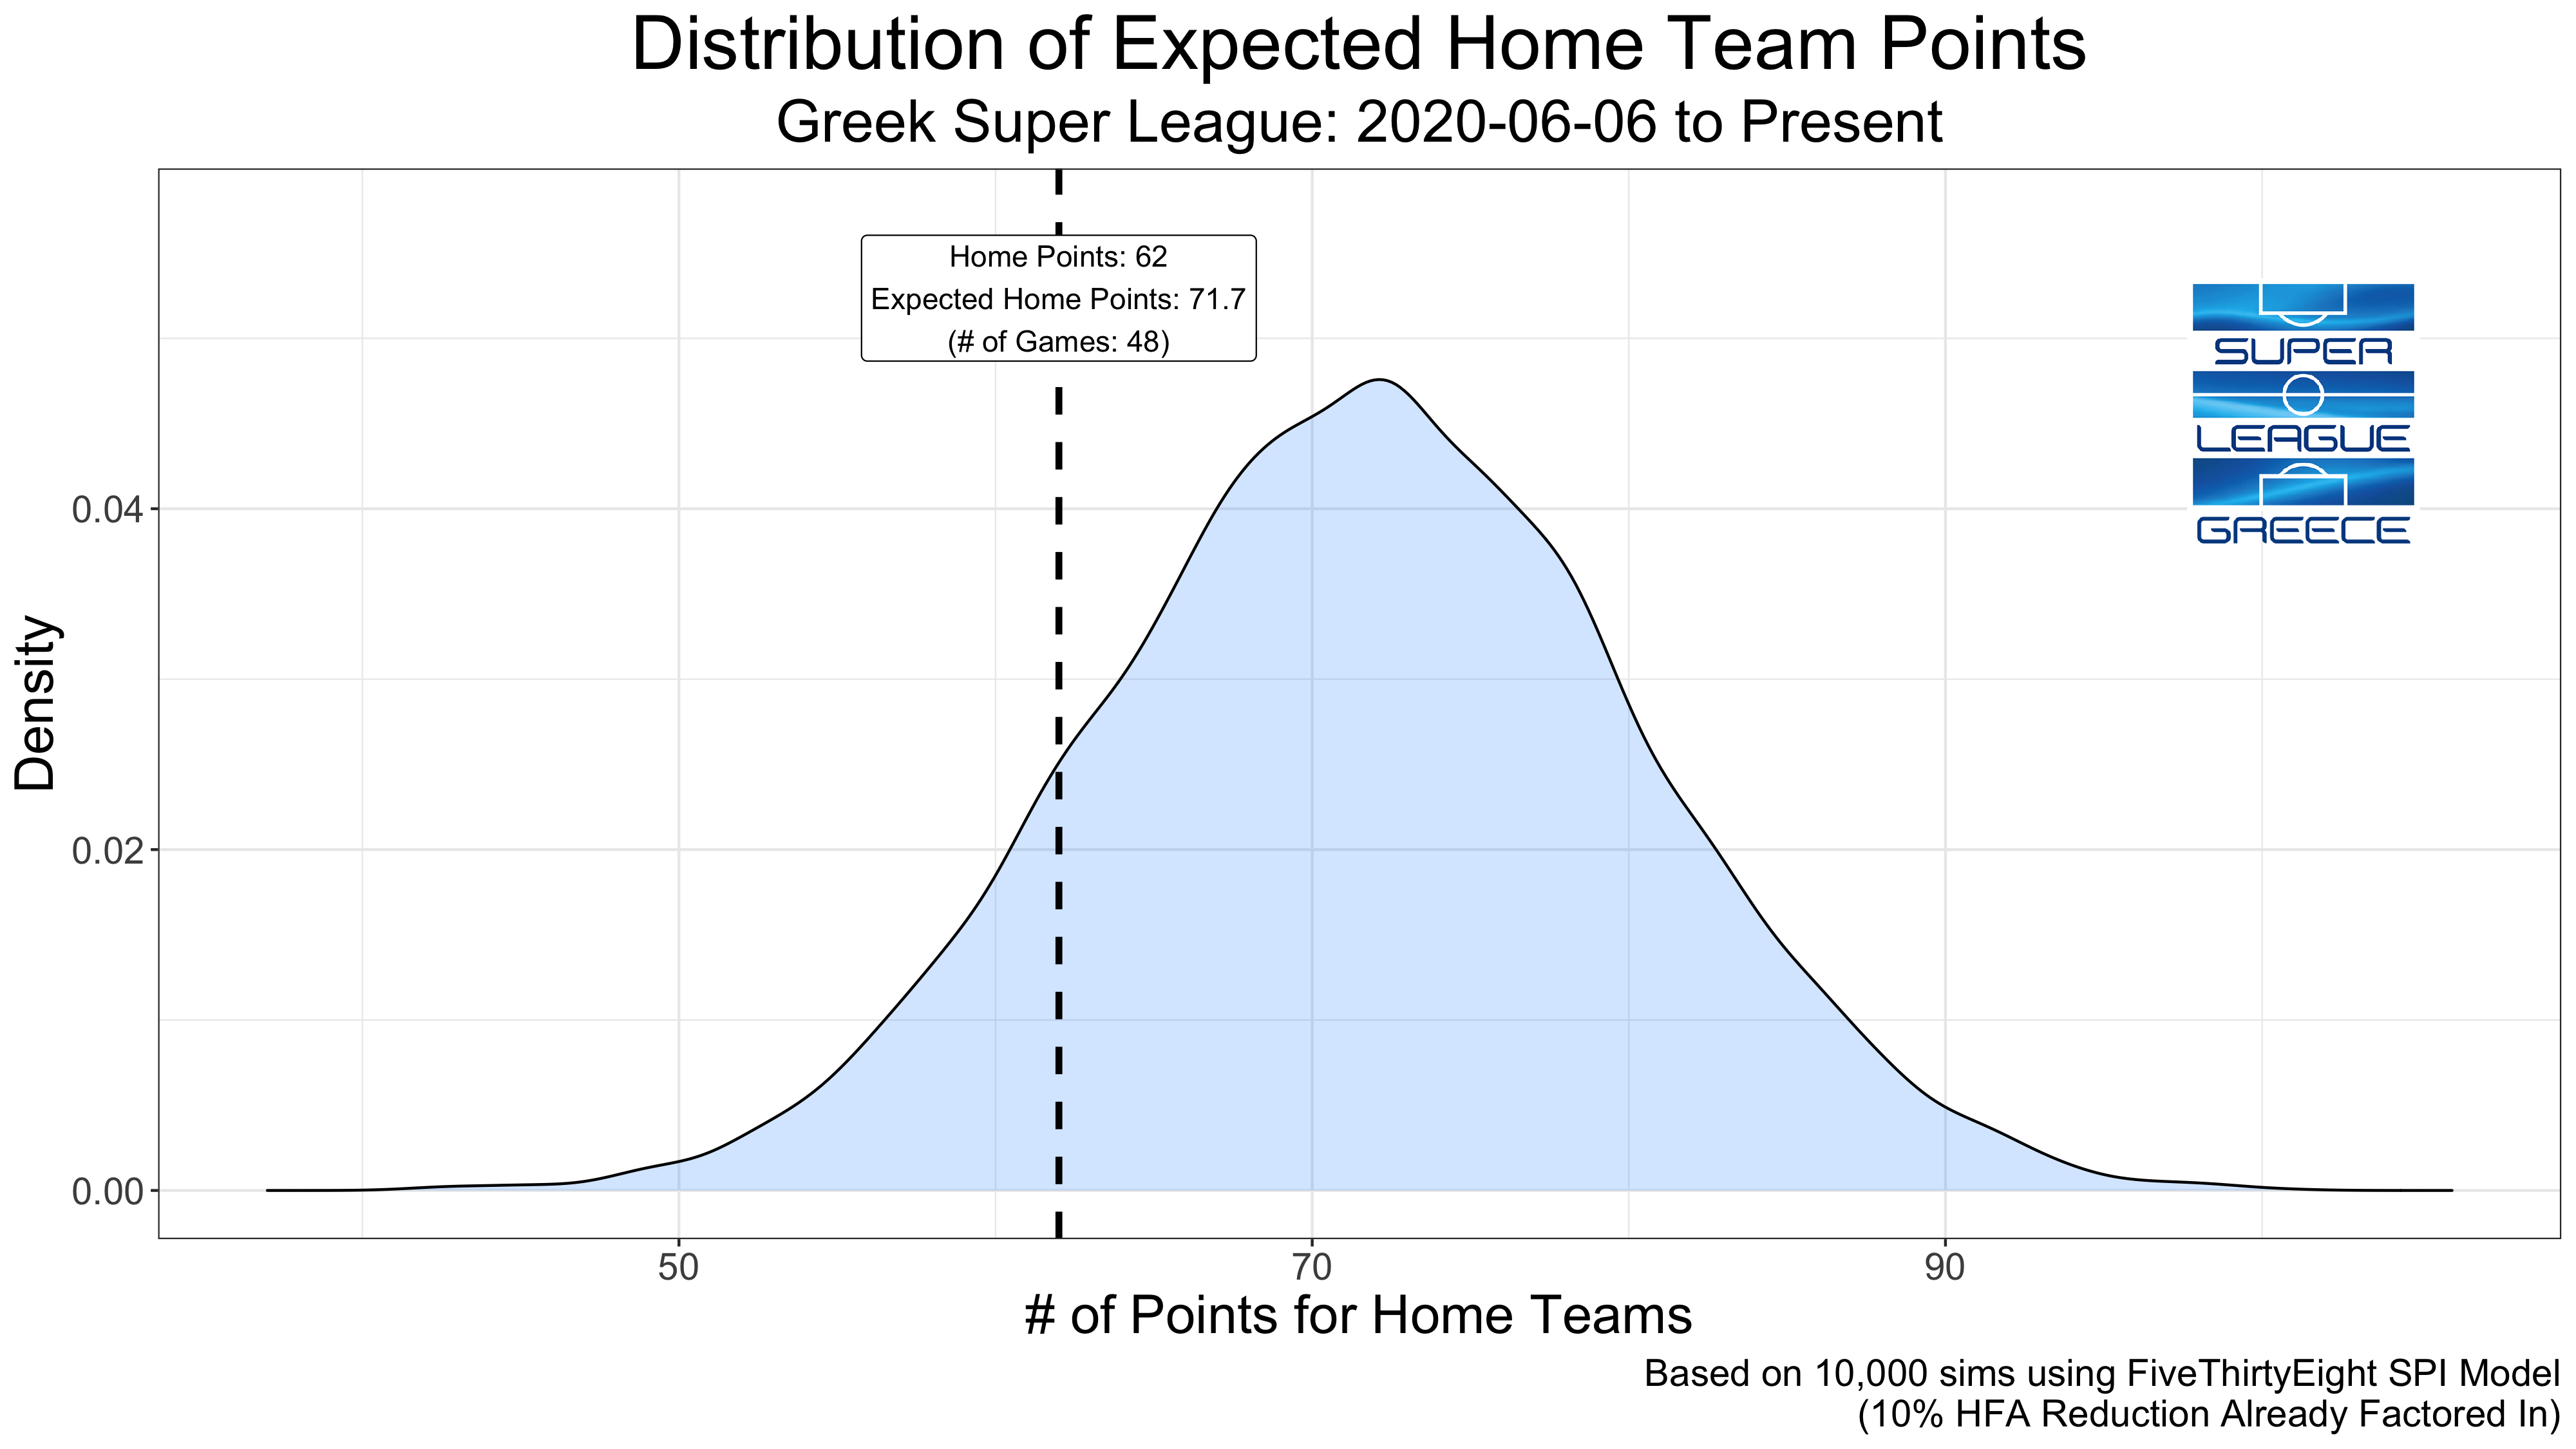 Distribution of Expected Home Team Points
Greek Super League: 2020-06-06 to Present
Home Points: 62
Expected Home Points: 71.7
(# of Games: 48)
SUPER
LEAGUE
GREECE
Density
0.04
0.02
0.00
50
70
90
# of Points for Home Teams
Based on 10,000 sims using FiveThirtyEight SPI Model
(10% HFA Reduction Already Factored In)